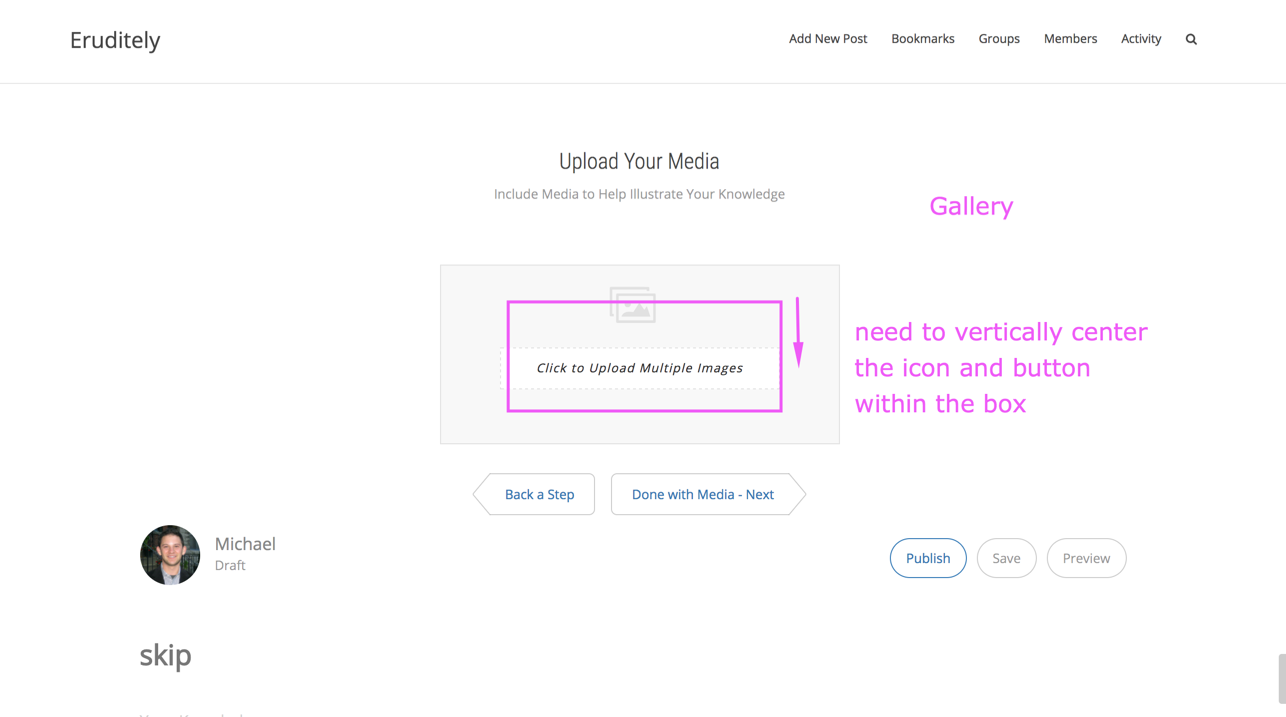 Eruditely
Add New Post Bookmarks Groups Members Activity
Upload Your Media
Include Media to Help Illustrate Your Knowledge
Gallery
need to vertically center
the icon and button
within the box
Click to Upload Multiple Images
Back a Step
Done with Media - Next
Michael
Draft
Publish
Save
Preview
skip